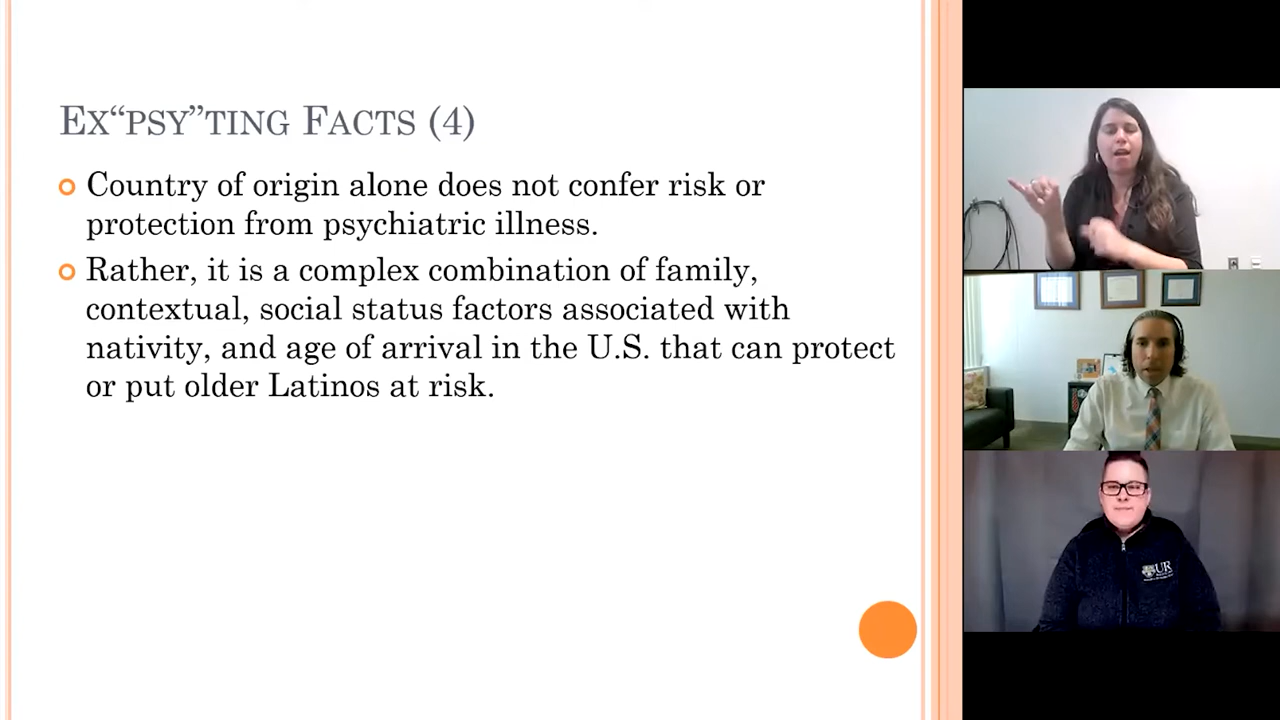 Ex“psy”ting Facts (4)
Country of origin alone does not confer risk or
protection from psychiatric illness.
Rather, it is a complex combination of family,
contextual, social status factors associated with
nativity, and age of arrival in the U.S. that can protect
or put older Latinos at risk.
UR